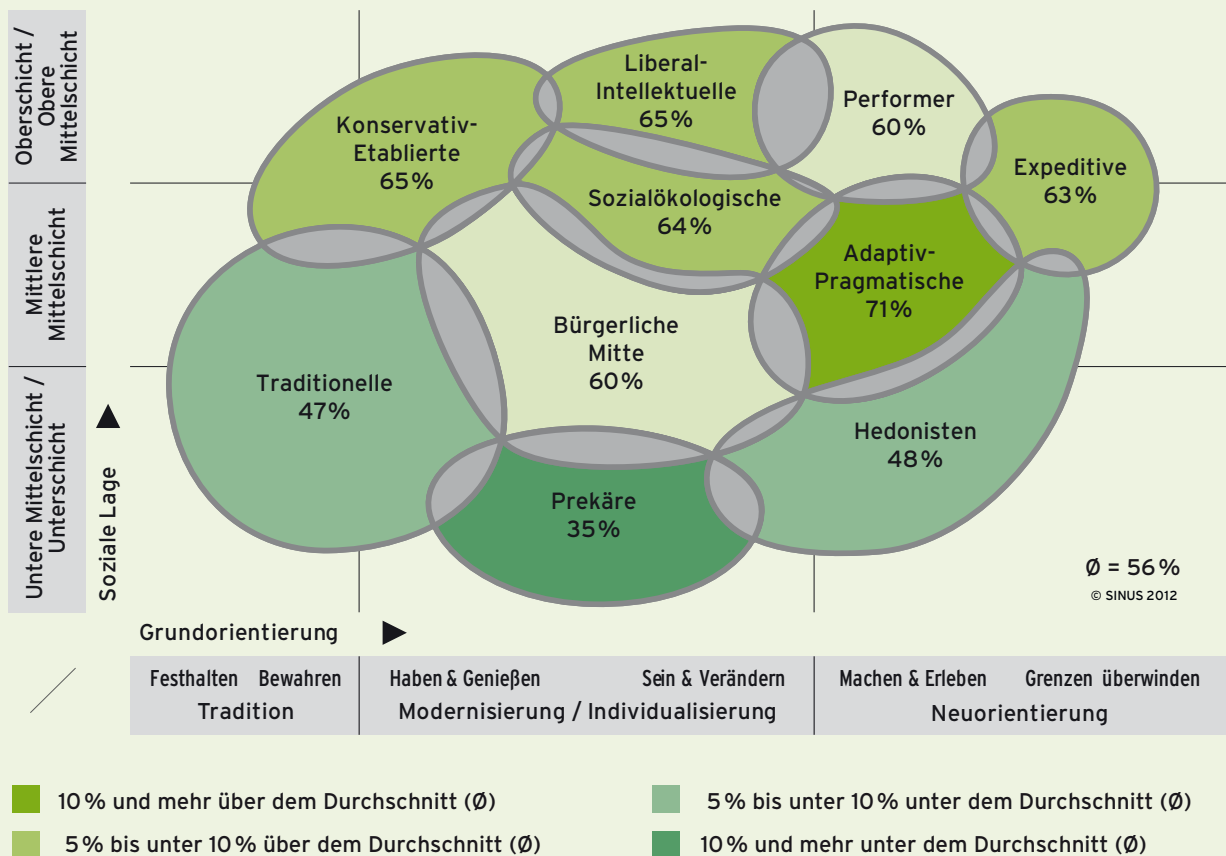 Oberschicht /
Obere
Mittelschicht
Mittlere
Mittelschicht
Untere Mittelschicht /
Unterschicht
Soziale Lage
Konservativ-
Etablierte
65%
Liberal-
Intellektuelle
65%
Performer
60%
Expeditive
63%
Sozialökologische
64%
Adaptiv-
Pragmatische
71%
Bürgerliche
Mitte
60%
Traditionelle
47%
Hedonisten
48%
Prekäre
35%
Ø = 56%
© SINUS 2012
Grundorientierung
Festhalten Bewahren
Tradition
Haben & Genießen Sein & Verändern
Modernisierung / Individualisierung
Machen & Erleben Grenzen überwinden
Neuorientierung
10% und mehr über dem Durchschnitt (Ø)
5% bis unter 10% über dem Durchschnitt (Ø)
5% bis unter 10% unter dem Durchschnitt (Ø)
10% und mehr unter dem Durchschnitt (Ø)